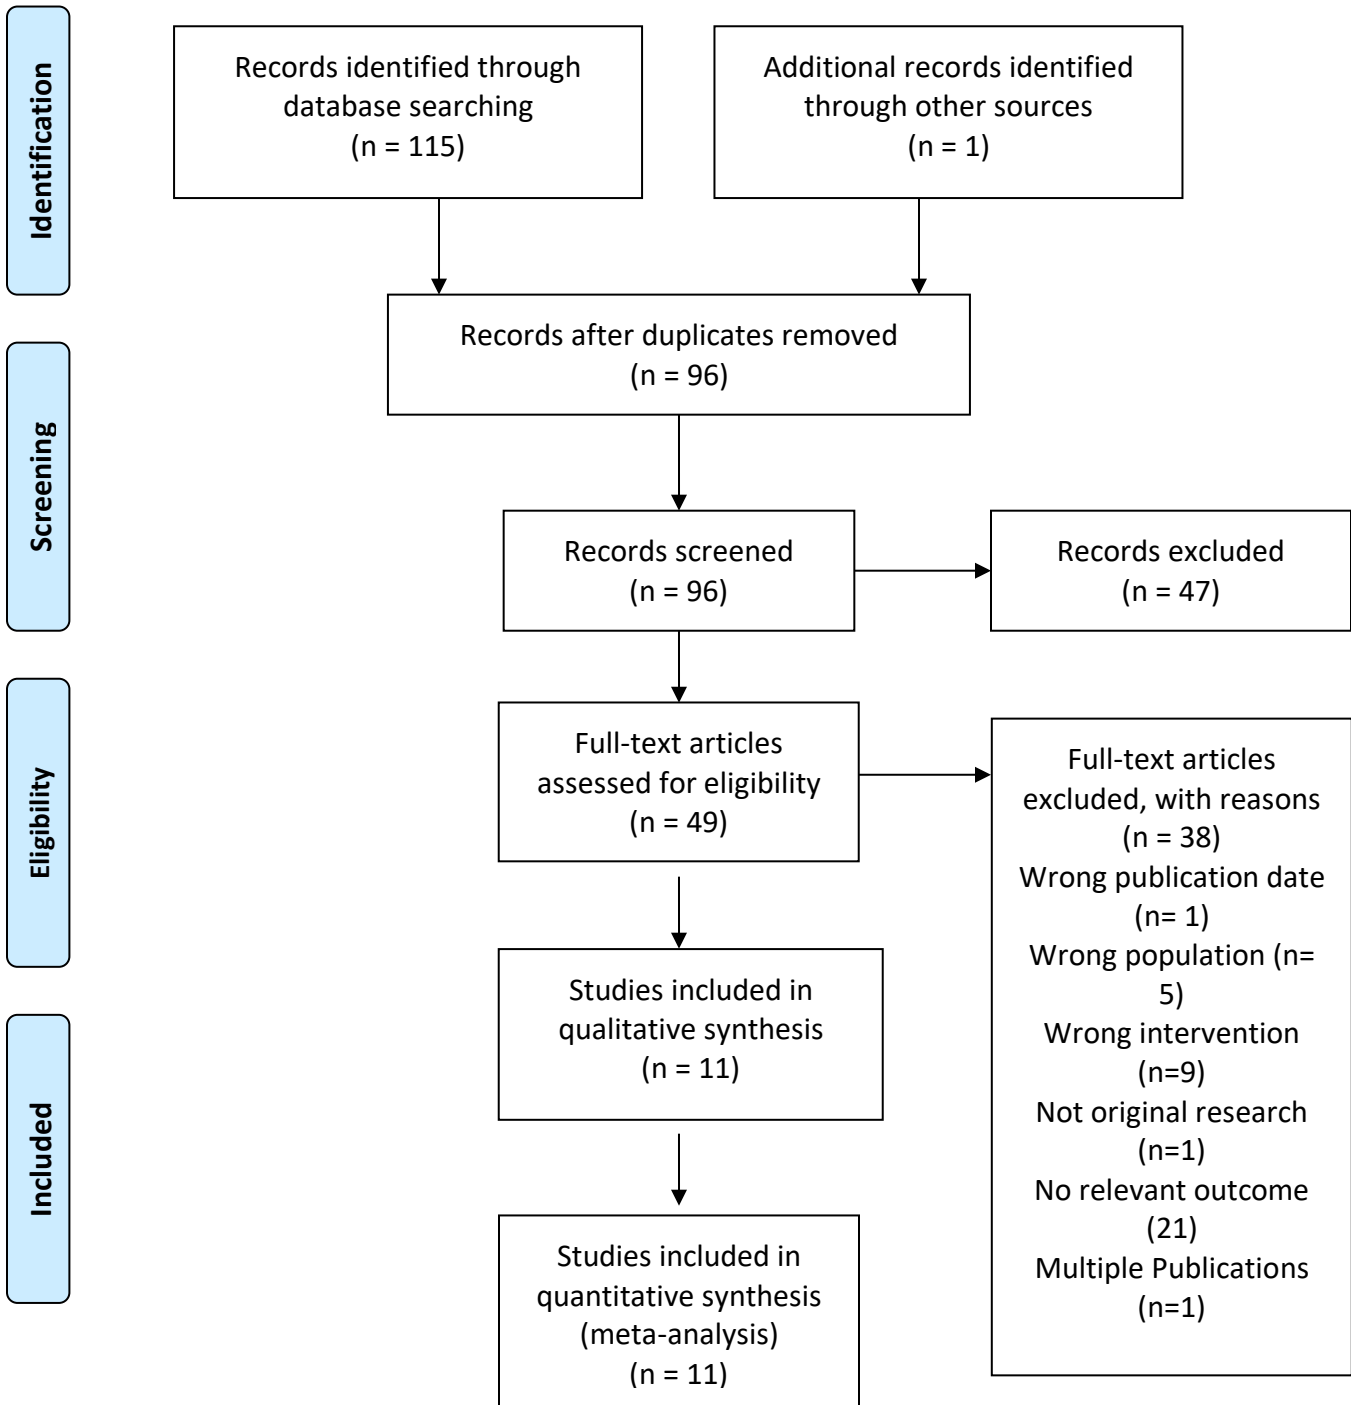 Identification
Records identified through
database searching
(n = 115)
Additional records identified
through other sources
(n = 1)
Records after duplicates removed
(n = 96)
Screening
Records screened
(n = 96)
Records excluded
(n = 47)
Eligibility
Full-text articles
assessed for eligibility
(n = 49)
Full-text articles
excluded, with reasons
(n = 38)
Wrong publication date
(n= 1)
Wrong population (n=
5)
Wrong intervention
(n=9)
Not original research
(n=1)
No relevant outcome
(21)
Multiple Publications
(n=1)
Studies included in
qualitative synthesis
(n = 11)
Included
Studies included in
quantitative synthesis
(meta-analysis)
(n = 11)